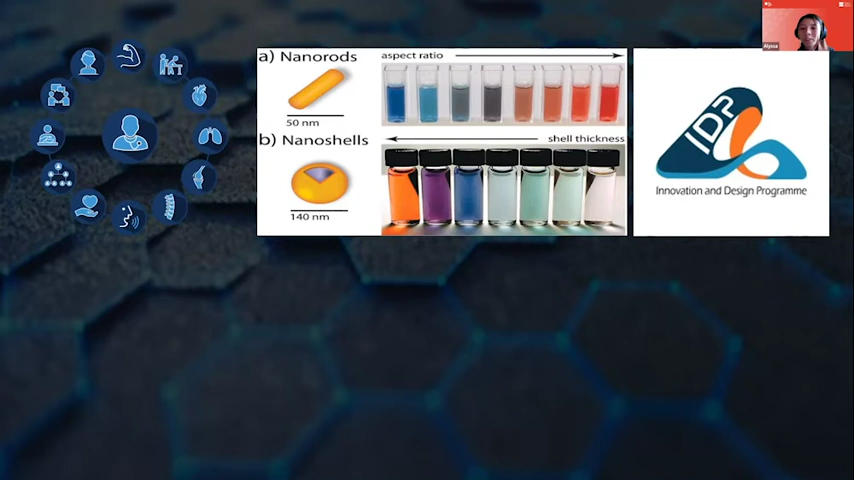 a) Nanorods
aspect ratio
50 nm
b) Nanoshells
shell thickness
140 nm
IDP
Innovation and Design Programme
Alyssa